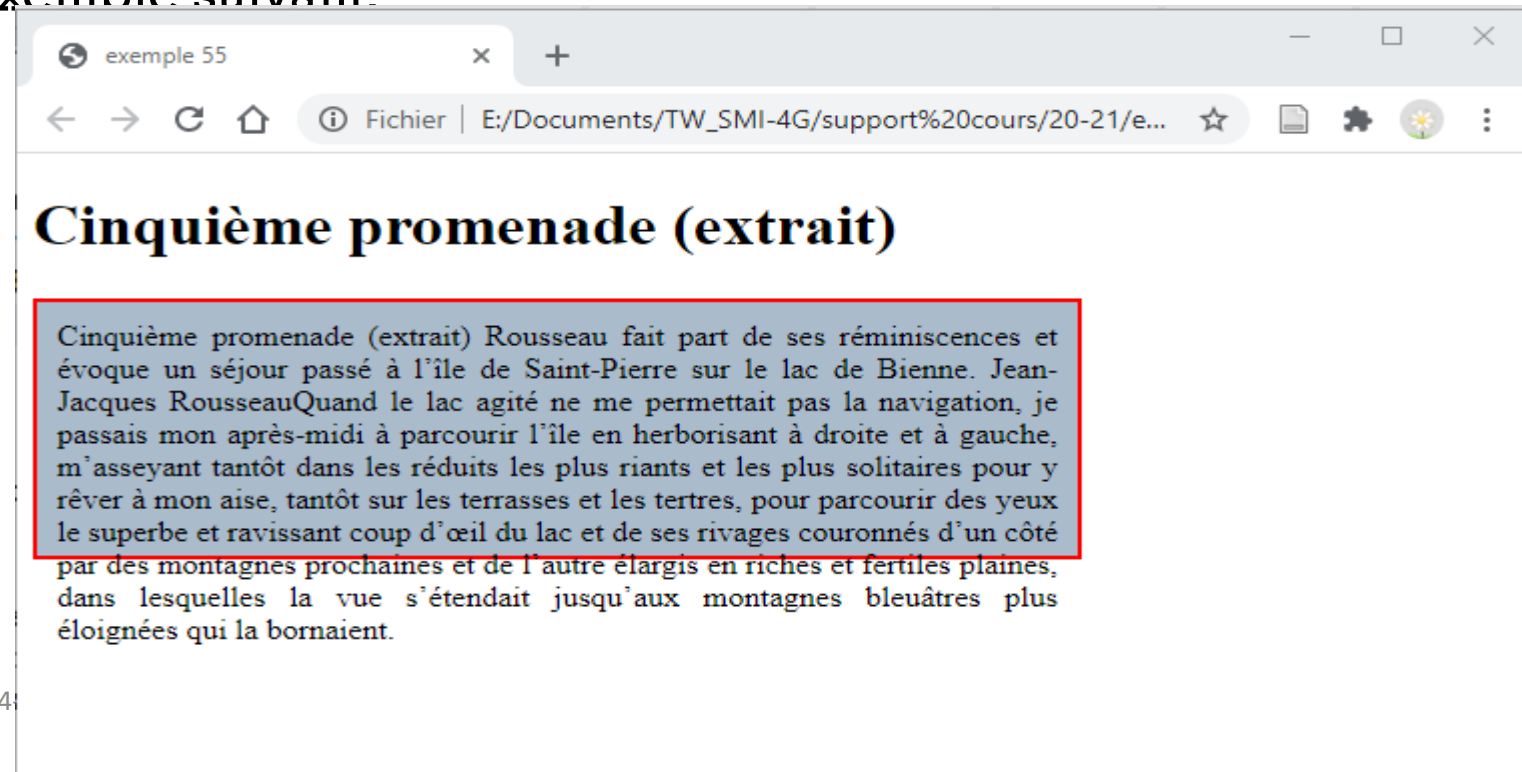 exemple suivant:
exemple 55
Fichier | E:/Documents/TW_SMI-4G/support%20cours/20-21/e...
Cinquième promenade (extrait)
Cinquième promenade (extrait) Rousseau fait part de ses réminiscences et
évoque un séjour passé à l'île de Saint-Pierre sur le lac de Bienne. Jean-
Jacques RousseauQuand le lac agité ne me permettait pas la navigation, je
passais mon après-midi à parcourir l'île en herborisant à droite et à gauche,
m'asseyant tantôt dans les réduits les plus riants et les plus solitaires pour y
rêver à mon aise, tantôt sur les terrasses et les tertres, pour parcourir des yeux
le superbe et ravissant coup d'œil du lac et de ses rivages couronnés d'un côté
par des montagnes prochaines et de l'autre élargis en riches et fertiles plaines,
dans lesquelles la vue s'étendait jusqu'aux montagnes bleuâtres plus
éloignées qui la bornaient.
4